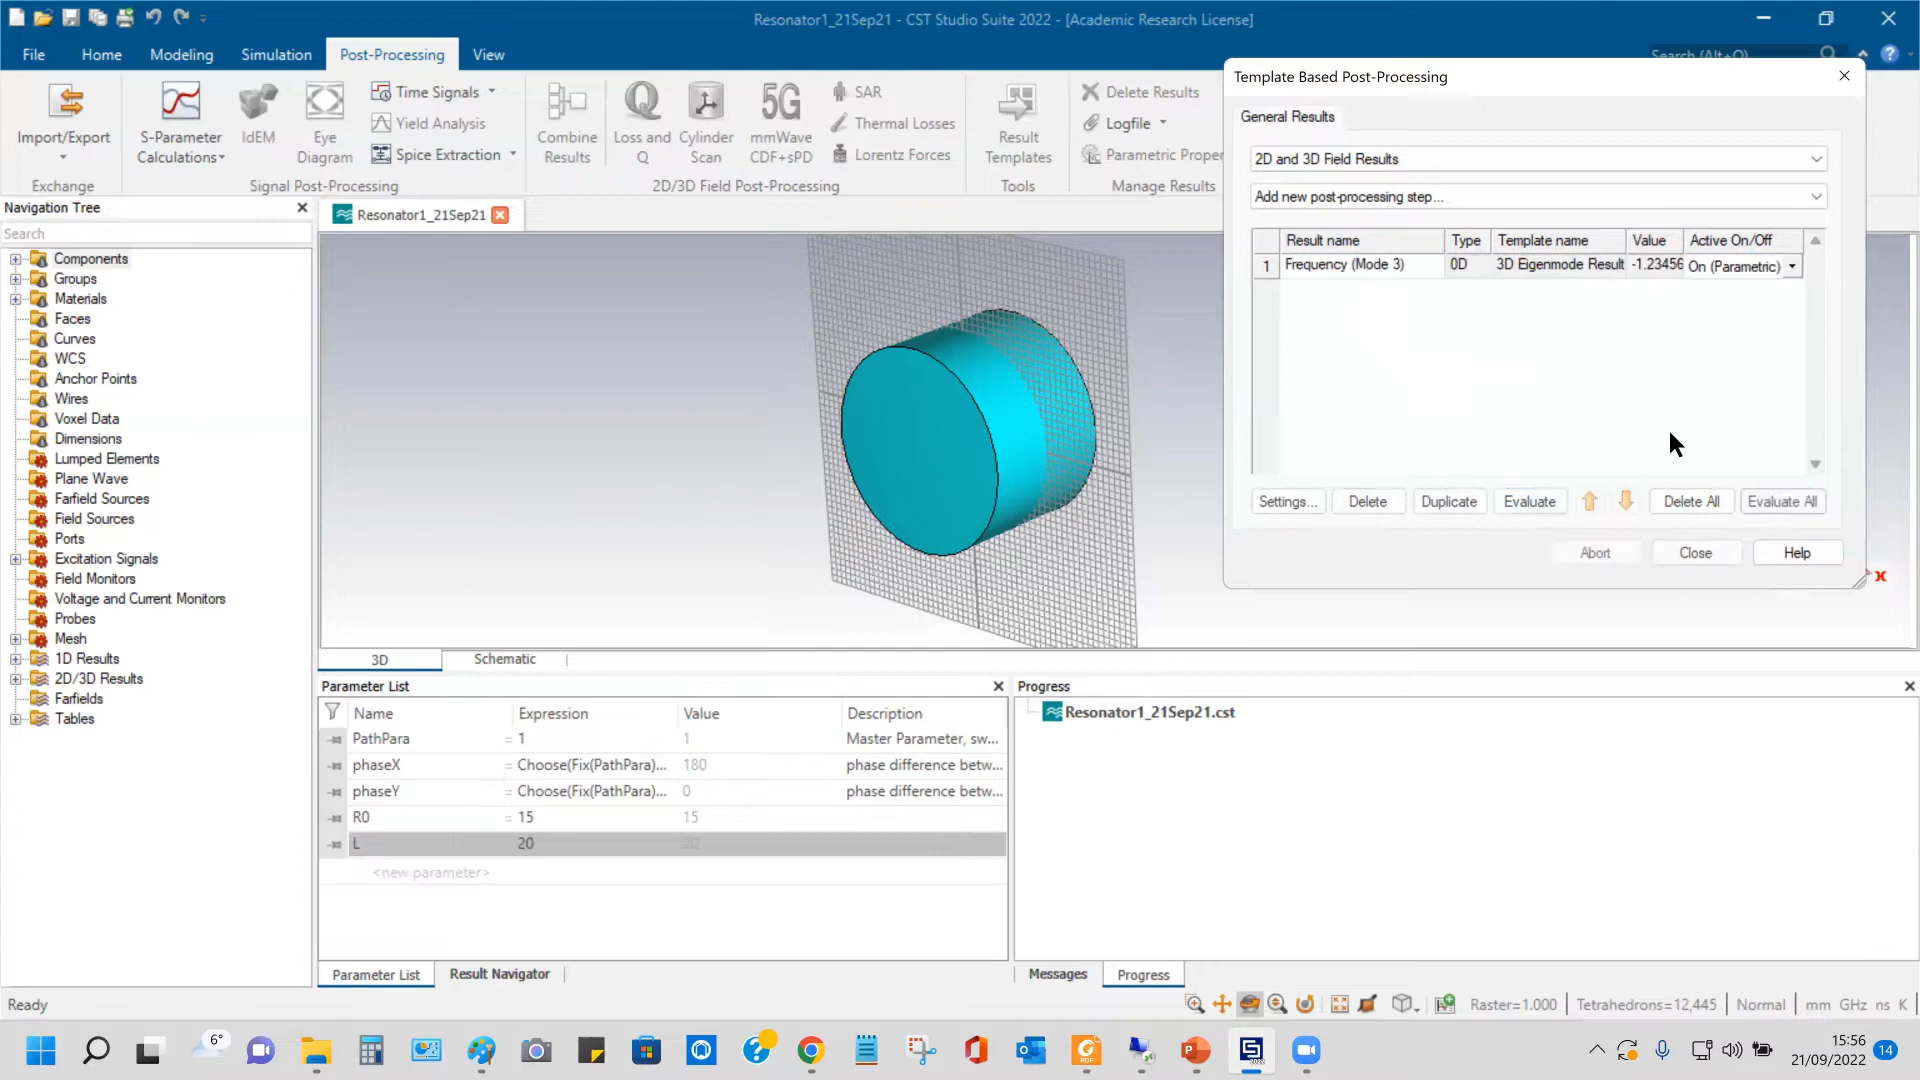 Resonator1_21Sep21 - CST Studio Suite 2022 - [Academic Research License]
File Home Modeling Simulation Post-Processing View
Search (Alt+Q)
Import/Export
Exchange
S-Parameter Calculations
IdEM
Eye Diagram
Time Signals
Yield Analysis
Spice Extraction
Signal Post-Processing
Combine Results
Loss and Q
Cylinder Scan
5G
mmWave CDF+sPD
SAR
Thermal Losses
Lorentz Forces
2D/3D Field Post-Processing
Result Templates
Tools
Delete Results
Logfile
Parametric Proper
Manage Results
Template Based Post-Processing
General Results
2D and 3D Field Results
Add new post-processing step...
Result name Type Template name Value Active On/Off
1 Frequency (Mode 3) 0D 3D Eigenmode Result -1.23456 On (Parametric)
Settings... Delete Duplicate Evaluate Delete All Evaluate All
Abort Close Help
Navigation Tree
Search
Components
Groups
Materials
Faces
Curves
WCS
Anchor Points
Wires
Voxel Data
Dimensions
Lumped Elements
Plane Wave
Farfield Sources
Field Sources
Ports
Excitation Signals
Field Monitors
Voltage and Current Monitors
Probes
Mesh
1D Results
2D/3D Results
Farfields
Tables
Resonator1_21Sep21
x
3D Schematic
Parameter List
Name Expression Value Description
PathPara = 1 1 Master Parameter, sw...
phaseX = Choose(Fix(PathPara)... 180 phase difference betw...
phaseY = Choose(Fix(PathPara)... 0 phase difference betw...
R0 = 15 15
L 20
<new parameter>
Parameter List Result Navigator
Progress
Resonator1_21Sep21.cst
Messages Progress
Ready
Raster=1.000 Tetrahedrons=12,445 Normal mm GHz ns K
6°
15:56
21/09/2022
14